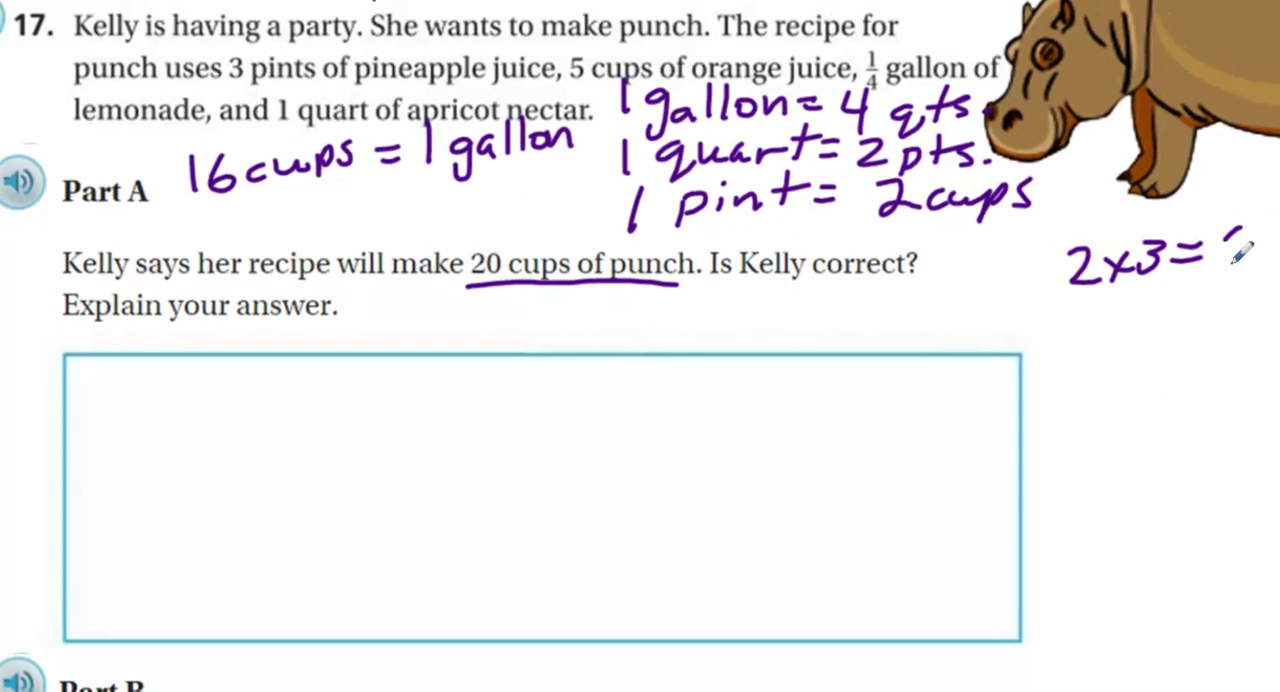 17. Kelly is having a party. She wants to make punch. The recipe for
punch uses 3 pints of pineapple juice, 5 cups of orange juice, 1/4 gallon of
lemonade, and 1 quart of apricot nectar.
1 gallon = 4 qts.
16 cups = 1 gallon
1 quart = 2 pts.
Part A
1 pint = 2 cups
2x3=
Kelly says her recipe will make 20 cups of punch. Is Kelly correct?
Explain your answer.
Part B